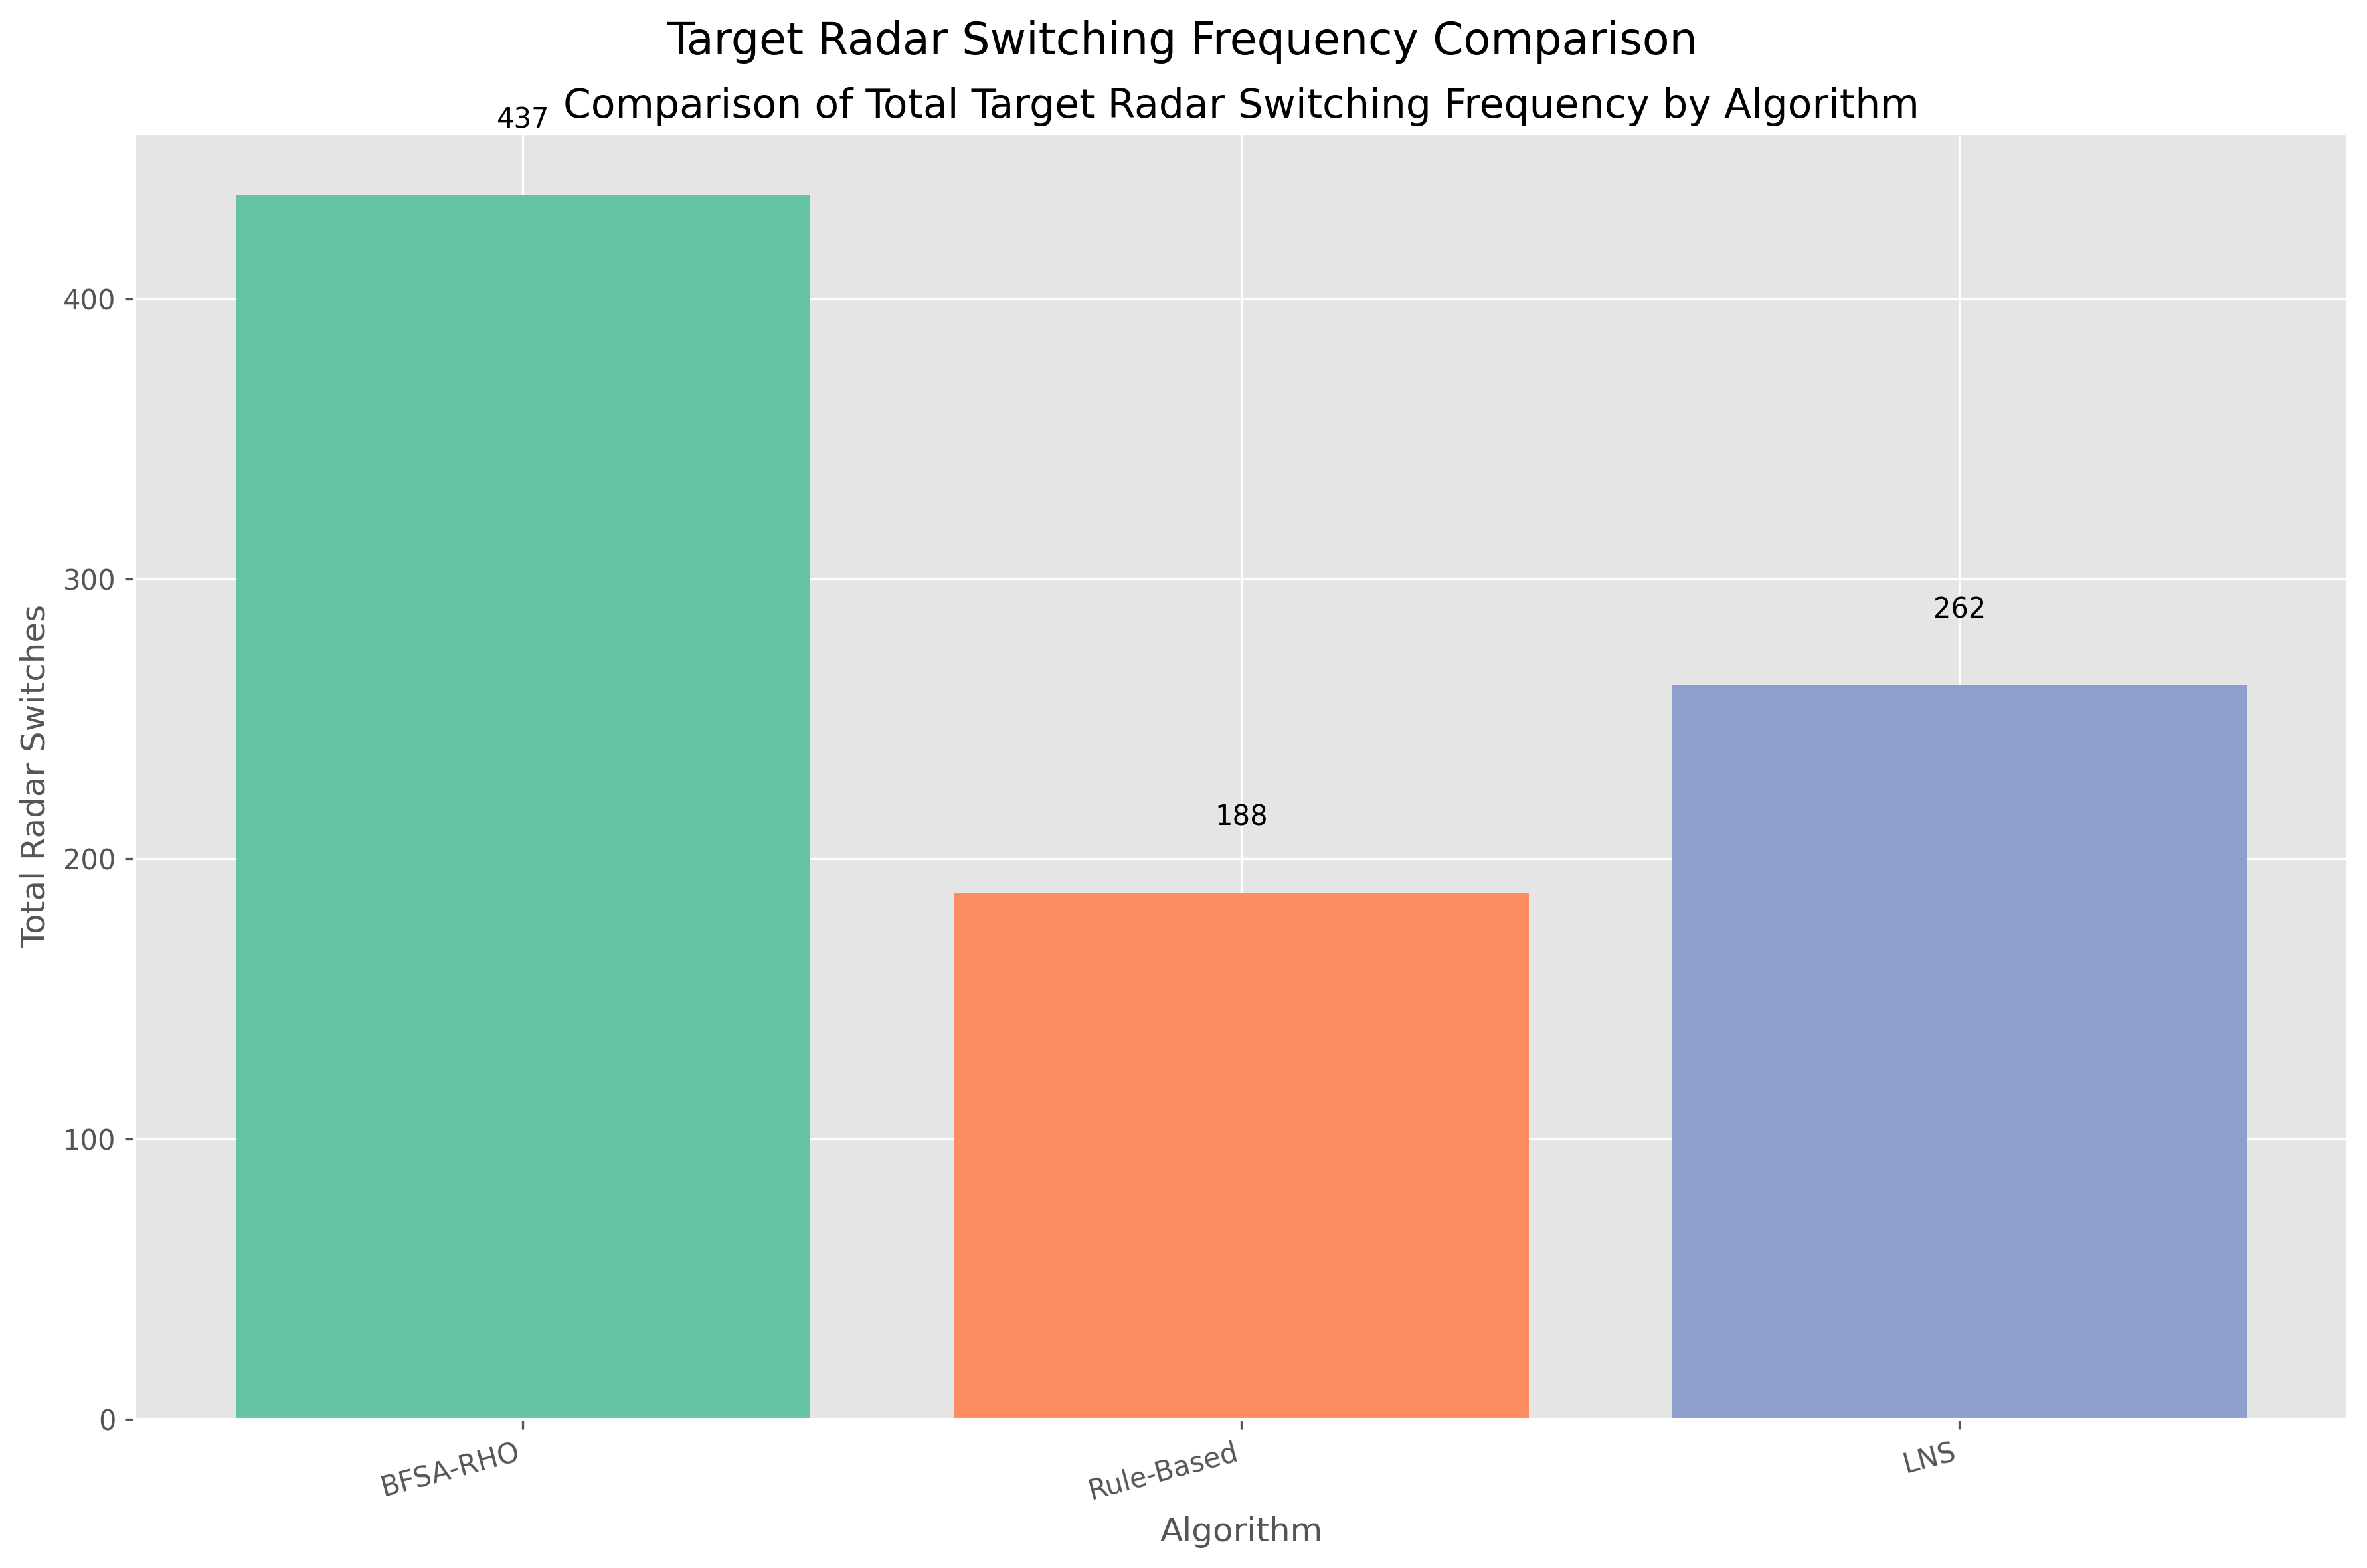 Target Radar Switching Frequency Comparison
Comparison of Total Target Radar Switching Frequency by Algorithm
437
400
300
262
200
188
100
0
Total Radar Switches
BFSA-RHO
Rule-Based
LNS
Algorithm